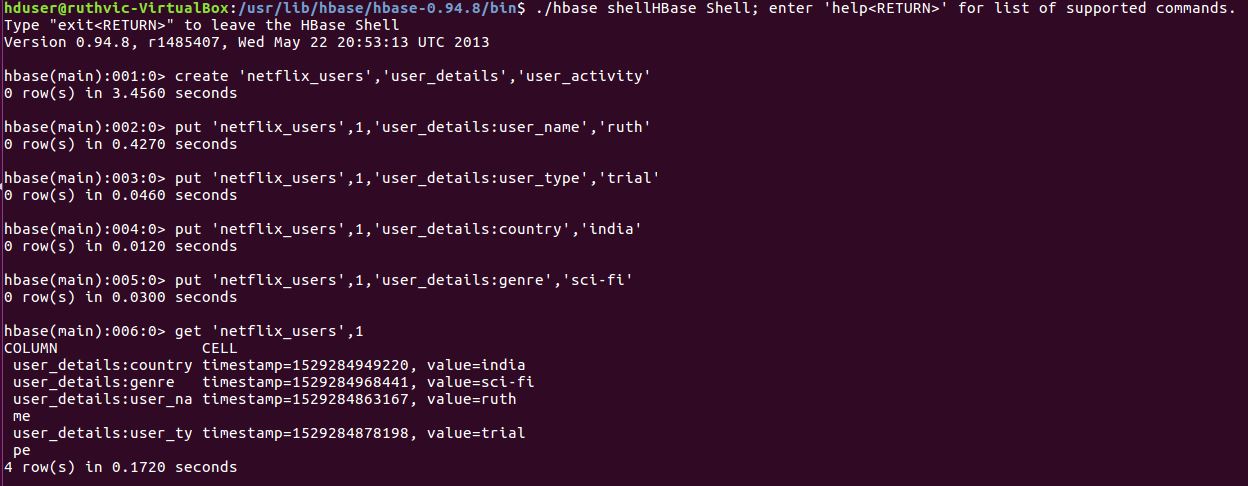 hduser@ruthvic-VirtualBox:/usr/lib/hbase/hbase-0.94.8/bin$ ./hbase shellHBase Shell; enter 'help<RETURN>' for list of supported commands.
Type "exit<RETURN>" to leave the HBase Shell
Version 0.94.8, r1485407, Wed May 22 20:53:13 UTC 2013
hbase(main):001:0> create 'netflix_users','user_details','user_activity'
0 row(s) in 3.4560 seconds
hbase(main):002:0> put 'netflix_users',1,'user_details:user_name','ruth'
0 row(s) in 0.4270 seconds
hbase(main):003:0> put 'netflix_users',1,'user_details:user_type','trial'
0 row(s) in 0.0460 seconds
hbase(main):004:0> put 'netflix_users',1,'user_details:country','india'
0 row(s) in 0.0120 seconds
hbase(main):005:0> put 'netflix_users',1,'user_details:genre','sci-fi'
0 row(s) in 0.0300 seconds
hbase(main):006:0> get 'netflix_users',1
COLUMN                CELL
 user_details:country timestamp=1529284949220, value=india
 user_details:genre   timestamp=1529284968441, value=sci-fi
 user_details:user_na timestamp=1529284863167, value=ruth
 me
 user_details:user_ty timestamp=1529284878198, value=trial
 pe
4 row(s) in 0.1720 seconds